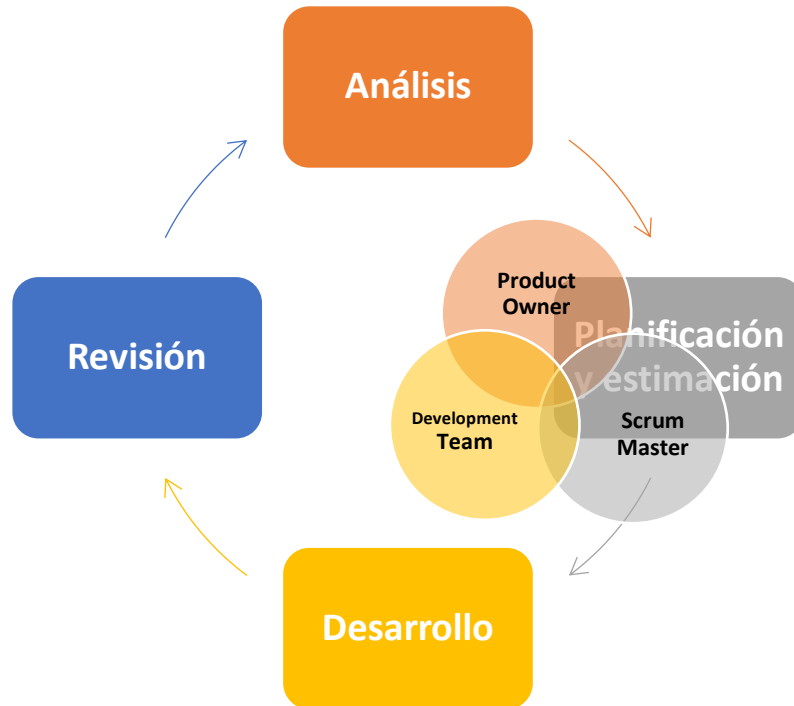 Análisis
Product
Owner
Planificación
y estimación
Revisión
Development
Team
Scrum
Master
Desarrollo